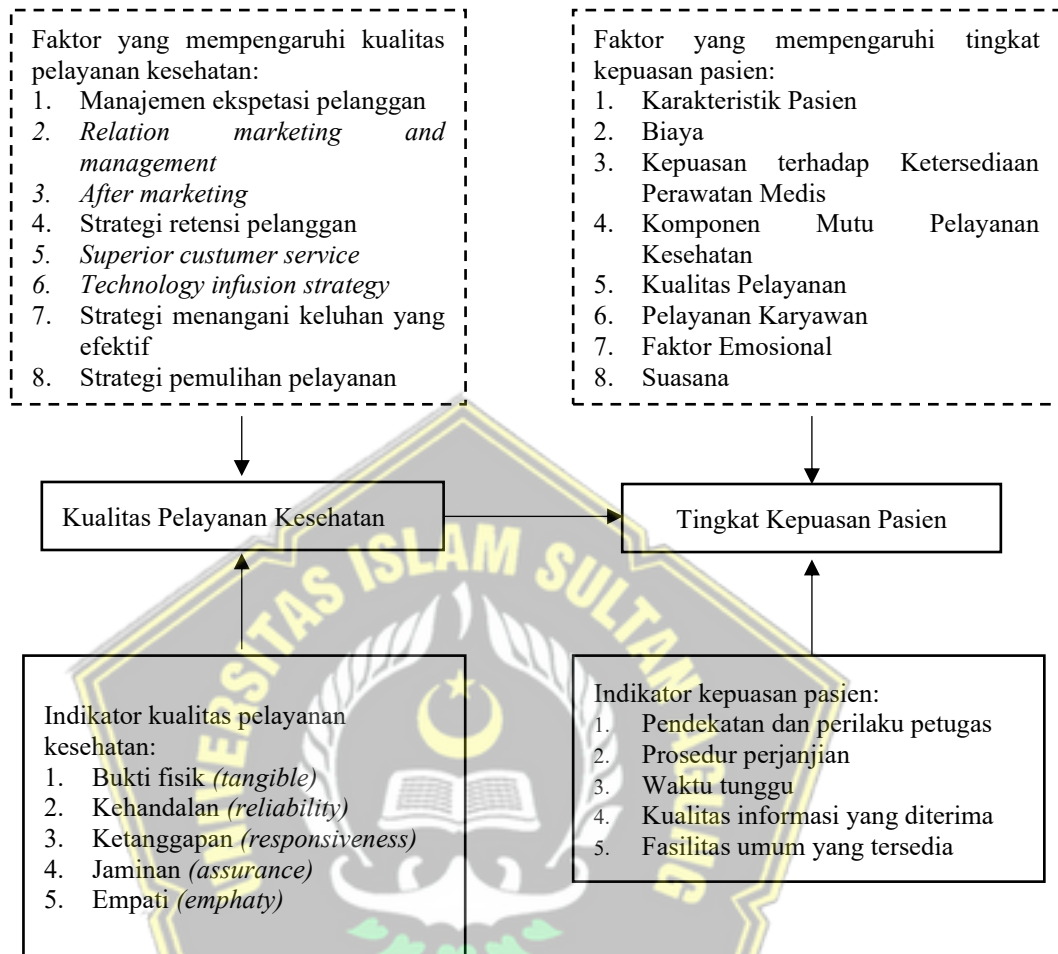 Faktor yang mempengaruhi kualitas
pelayanan kesehatan:
1. Manajemen ekspetasi pelanggan
2. Relation marketing and
management
3. After marketing
4. Strategi retensi pelanggan
5. Superior custumer service
6. Technology infusion strategy
7. Strategi menangani keluhan yang
efektif
8. Strategi pemulihan pelayanan
Faktor yang mempengaruhi tingkat
kepuasan pasien:
1. Karakteristik Pasien
2. Biaya
3. Kepuasan terhadap Ketersediaan
Perawatan Medis
4. Komponen Mutu Pelayanan
Kesehatan
5. Kualitas Pelayanan
6. Pelayanan Karyawan
7. Faktor Emosional
8. Suasana
Kualitas Pelayanan Kesehatan
Tingkat Kepuasan Pasien
Indikator kualitas pelayanan
kesehatan:
1. Bukti fisik (tangible)
2. Kehandalan (reliability)
3. Ketanggapan (responsiveness)
4. Jaminan (assurance)
5. Empati (emphaty)
Indikator kepuasan pasien:
1. Pendekatan dan perilaku petugas
2. Prosedur perjanjian
3. Waktu tunggu
4. Kualitas informasi yang diterima
5. Fasilitas umum yang tersedia
UNIVERSITAS ISLAM SULTAN AGUNG